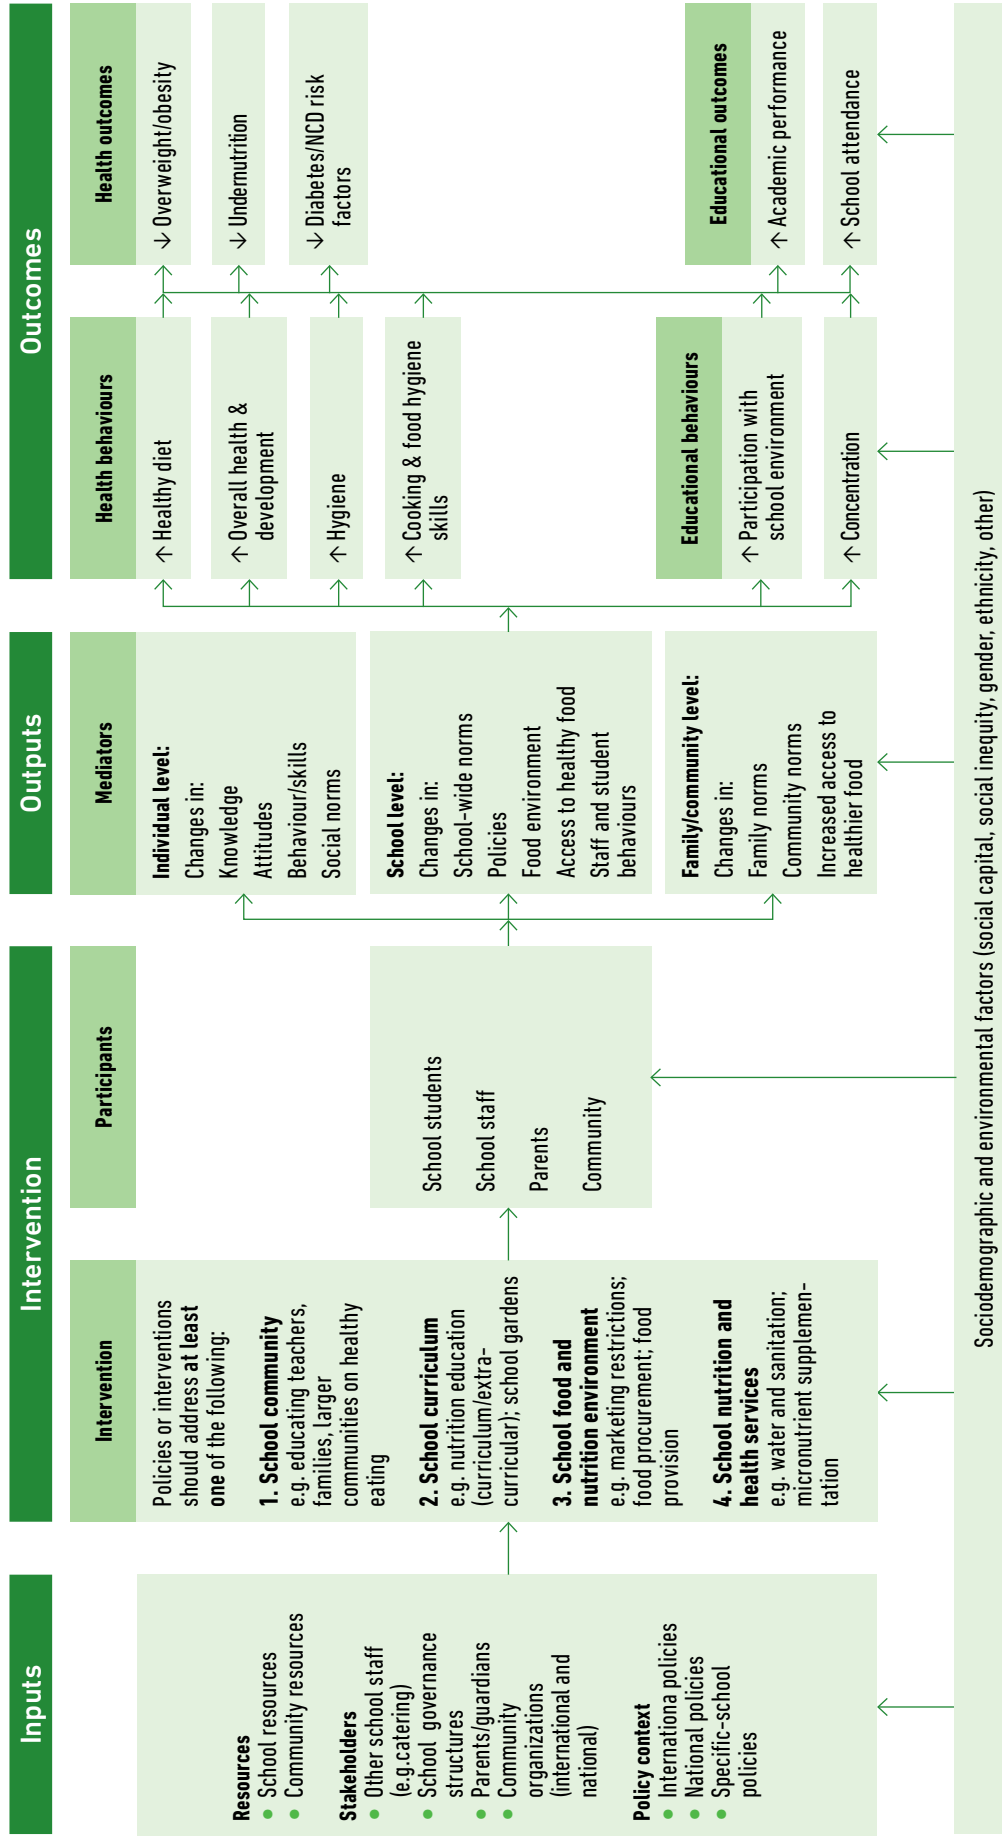 Inputs
Resources
● School resources
● Community resources
Stakeholders
● Other school staff
(e.g.catering)
● School governance
structures
● Parents/guardians
● Community
organizations
(international and
national)
Policy context
● Internationa policies
● National policies
● Specific-school
policies
Intervention
Intervention
Policies or interventions
should address at least
one of the following:
1. School community
e.g. educating teachers,
families, larger
communities on healthy
eating
2. School curriculum
e.g. nutrition education
(curriculum/extra-
curricular); school gardens
3. School food and
nutrition environment
e.g. marketing restrictions;
food procurement; food
provision
4. School nutrition and
health services
e.g. water and sanitation;
micronutrient supplemen-
tation
Participants
School students
School staff
Parents
Community
Outputs
Mediators
Individual level:
Changes in:
Knowledge
Attitudes
Behaviour/skills
Social norms
School level:
Changes in:
School-wide norms
Policies
Food environment
Access to healthy food
Staff and student
behaviours
Family/community level:
Changes in:
Family norms
Community norms
Increased access to
healthier food
Outcomes
Health behaviours
↑ Healthy diet
↑ Overall health &
development
↑ Hygiene
↑ Cooking & food hygiene
skills
Educational behaviours
↑ Participation with
school environment
↑ Concentration
Health outcomes
↓ Overweight/obesity
↓ Undernutrition
↓ Diabetes/NCD risk
factors
Educational outcomes
↑ Academic performance
↑ School attendance
Sociodemographic and environmental factors (social capital, social inequity, gender, ethnicity, other)